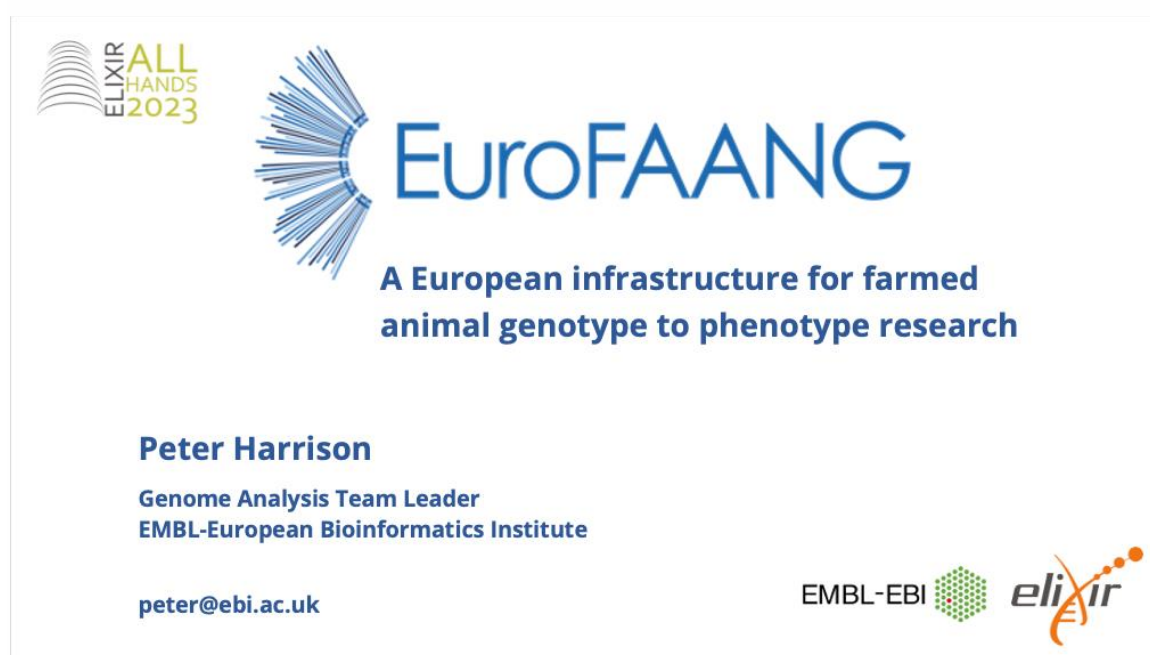 ELIXIR
ALL
HANDS
2023
EuroFAANG
A European infrastructure for farmed
animal genotype to phenotype research
Peter Harrison
Genome Analysis Team Leader
EMBL-European Bioinformatics Institute
peter@ebi.ac.uk
EMBL-EBI
elixir